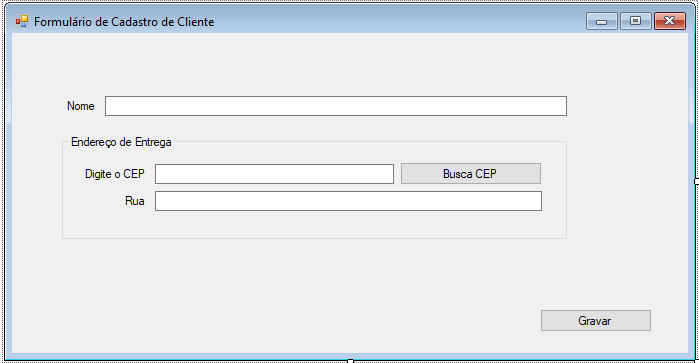 Formulário de Cadastro de Cliente
Nome
Endereço de Entrega
Digite o CEP
Busca CEP
Rua
Gravar